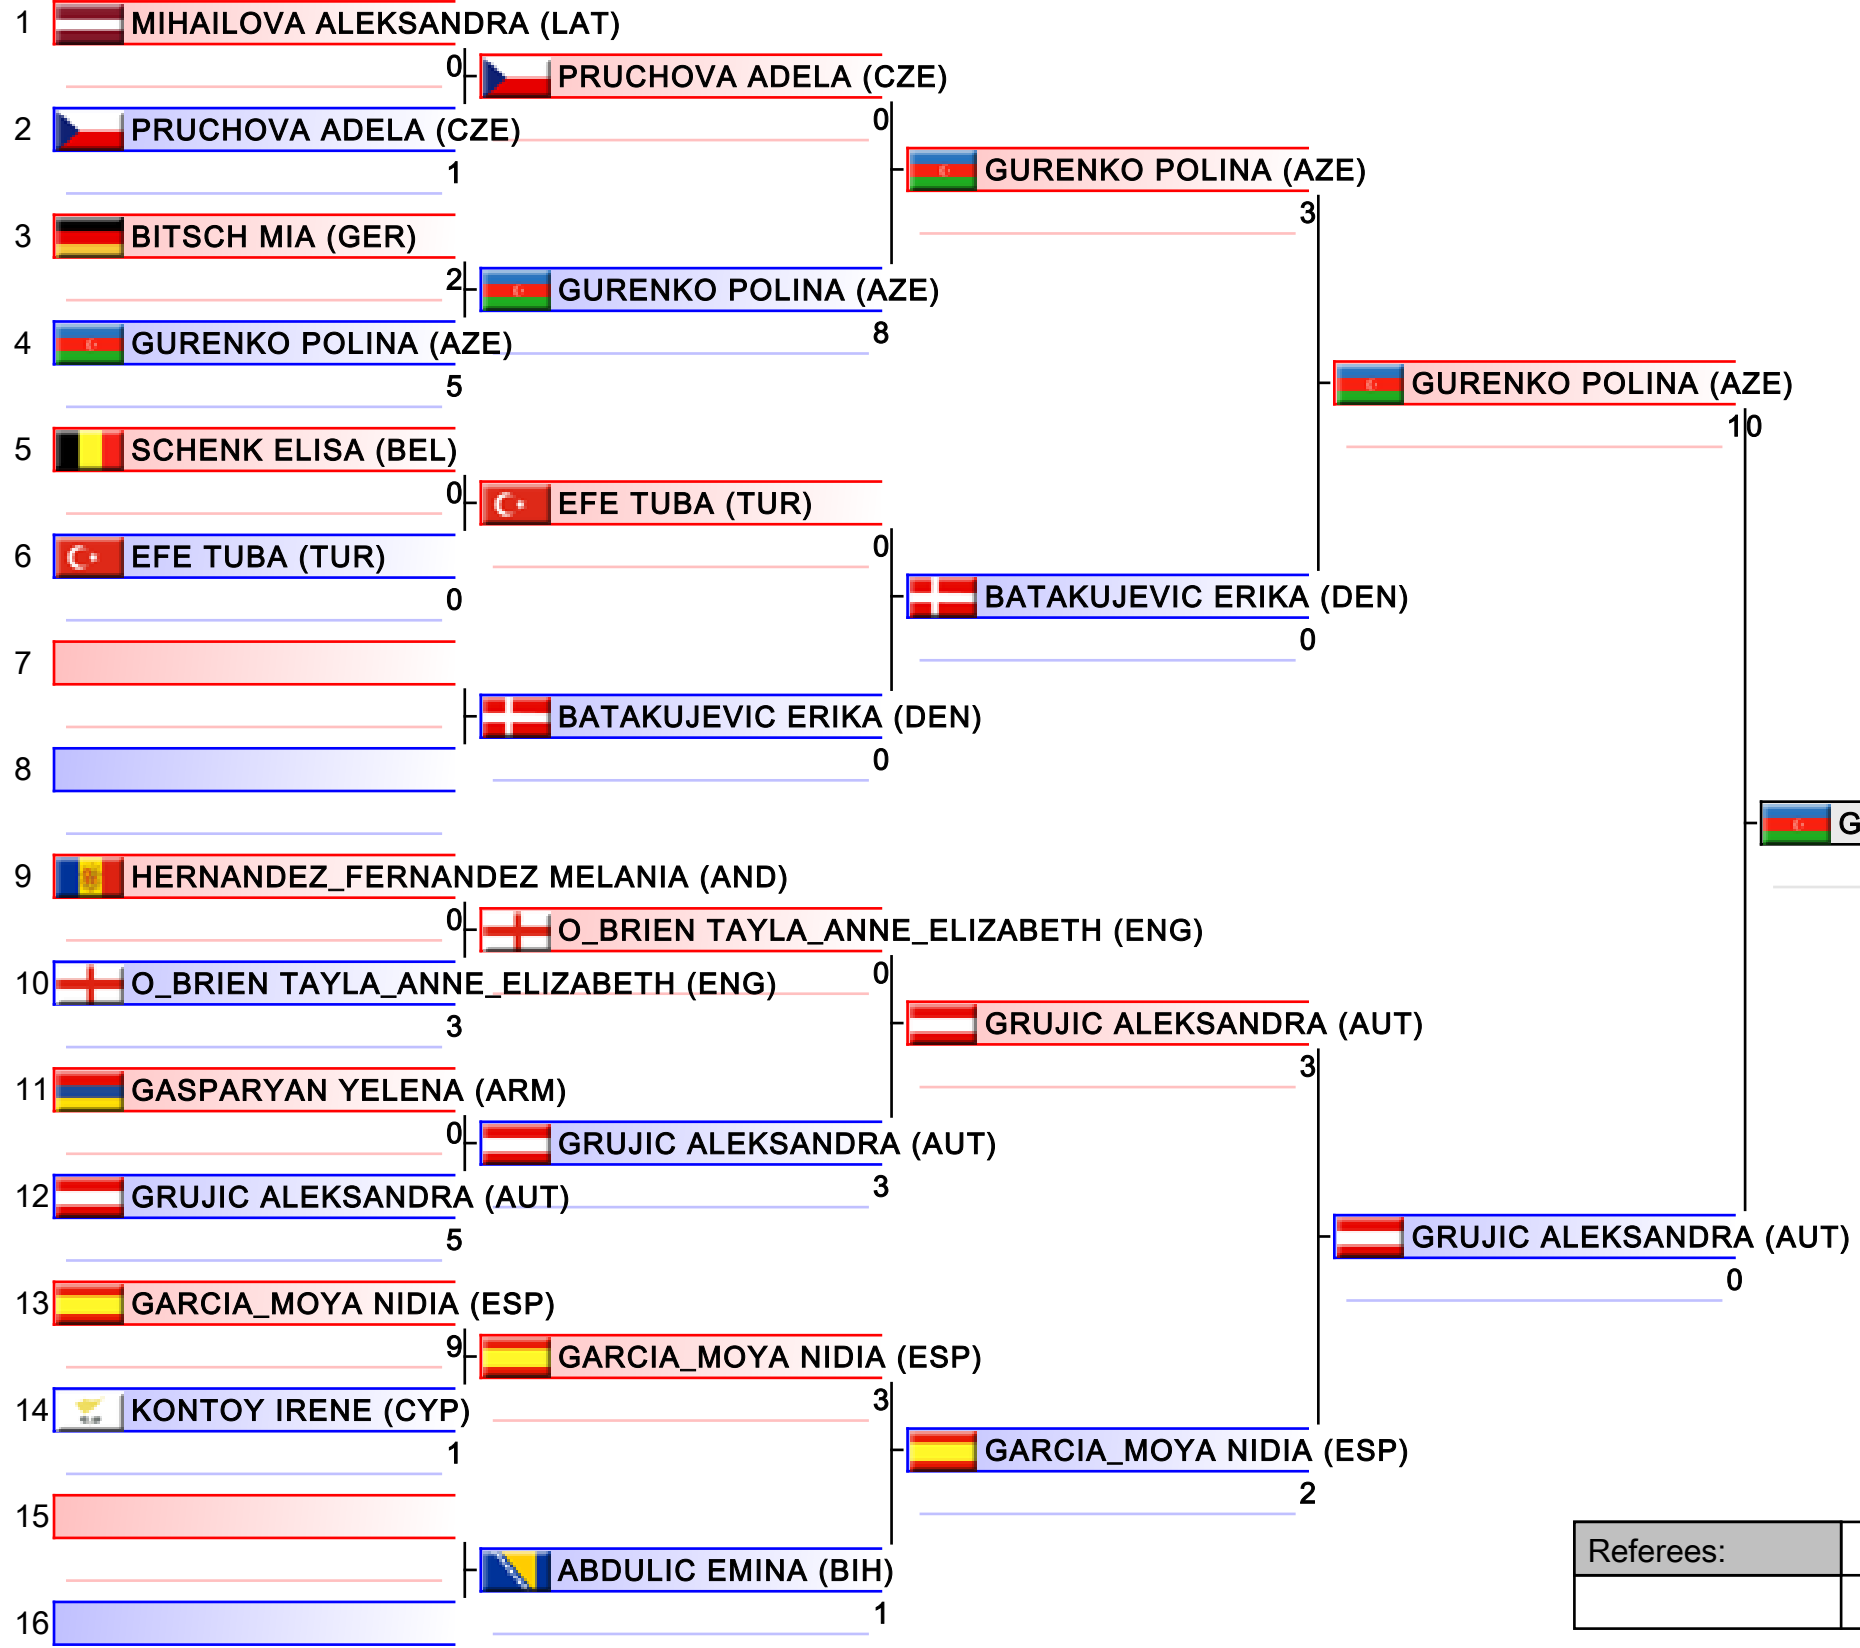 1 MIHAILOVA ALEKSANDRA (LAT)
0
PRUCHOVA ADELA (CZE)
0
2 PRUCHOVA ADELA (CZE)
1
GURENKO POLINA (AZE)
3
3 BITSCH MIA (GER)
2
GURENKO POLINA (AZE)
8
4 GURENKO POLINA (AZE)
5
GURENKO POLINA (AZE)
10
5 SCHENK ELISA (BEL)
0
EFE TUBA (TUR)
0
6 EFE TUBA (TUR)
0
BATAKUJEVIC ERIKA (DEN)
0
7
BATAKUJEVIC ERIKA (DEN)
0
8
G
9 HERNANDEZ_FERNANDEZ MELANIA (AND)
0
O_BRIEN TAYLA_ANNE_ELIZABETH (ENG)
0
10 O_BRIEN TAYLA_ANNE_ELIZABETH (ENG)
3
GRUJIC ALEKSANDRA (AUT)
3
11 GASPARYAN YELENA (ARM)
0
GRUJIC ALEKSANDRA (AUT)
3
12 GRUJIC ALEKSANDRA (AUT)
5
GRUJIC ALEKSANDRA (AUT)
0
13 GARCIA_MOYA NIDIA (ESP)
9
GARCIA_MOYA NIDIA (ESP)
3
14 KONTOY IRENE (CYP)
1
GARCIA_MOYA NIDIA (ESP)
2
15
ABDULIC EMINA (BIH)
1
16
Referees: